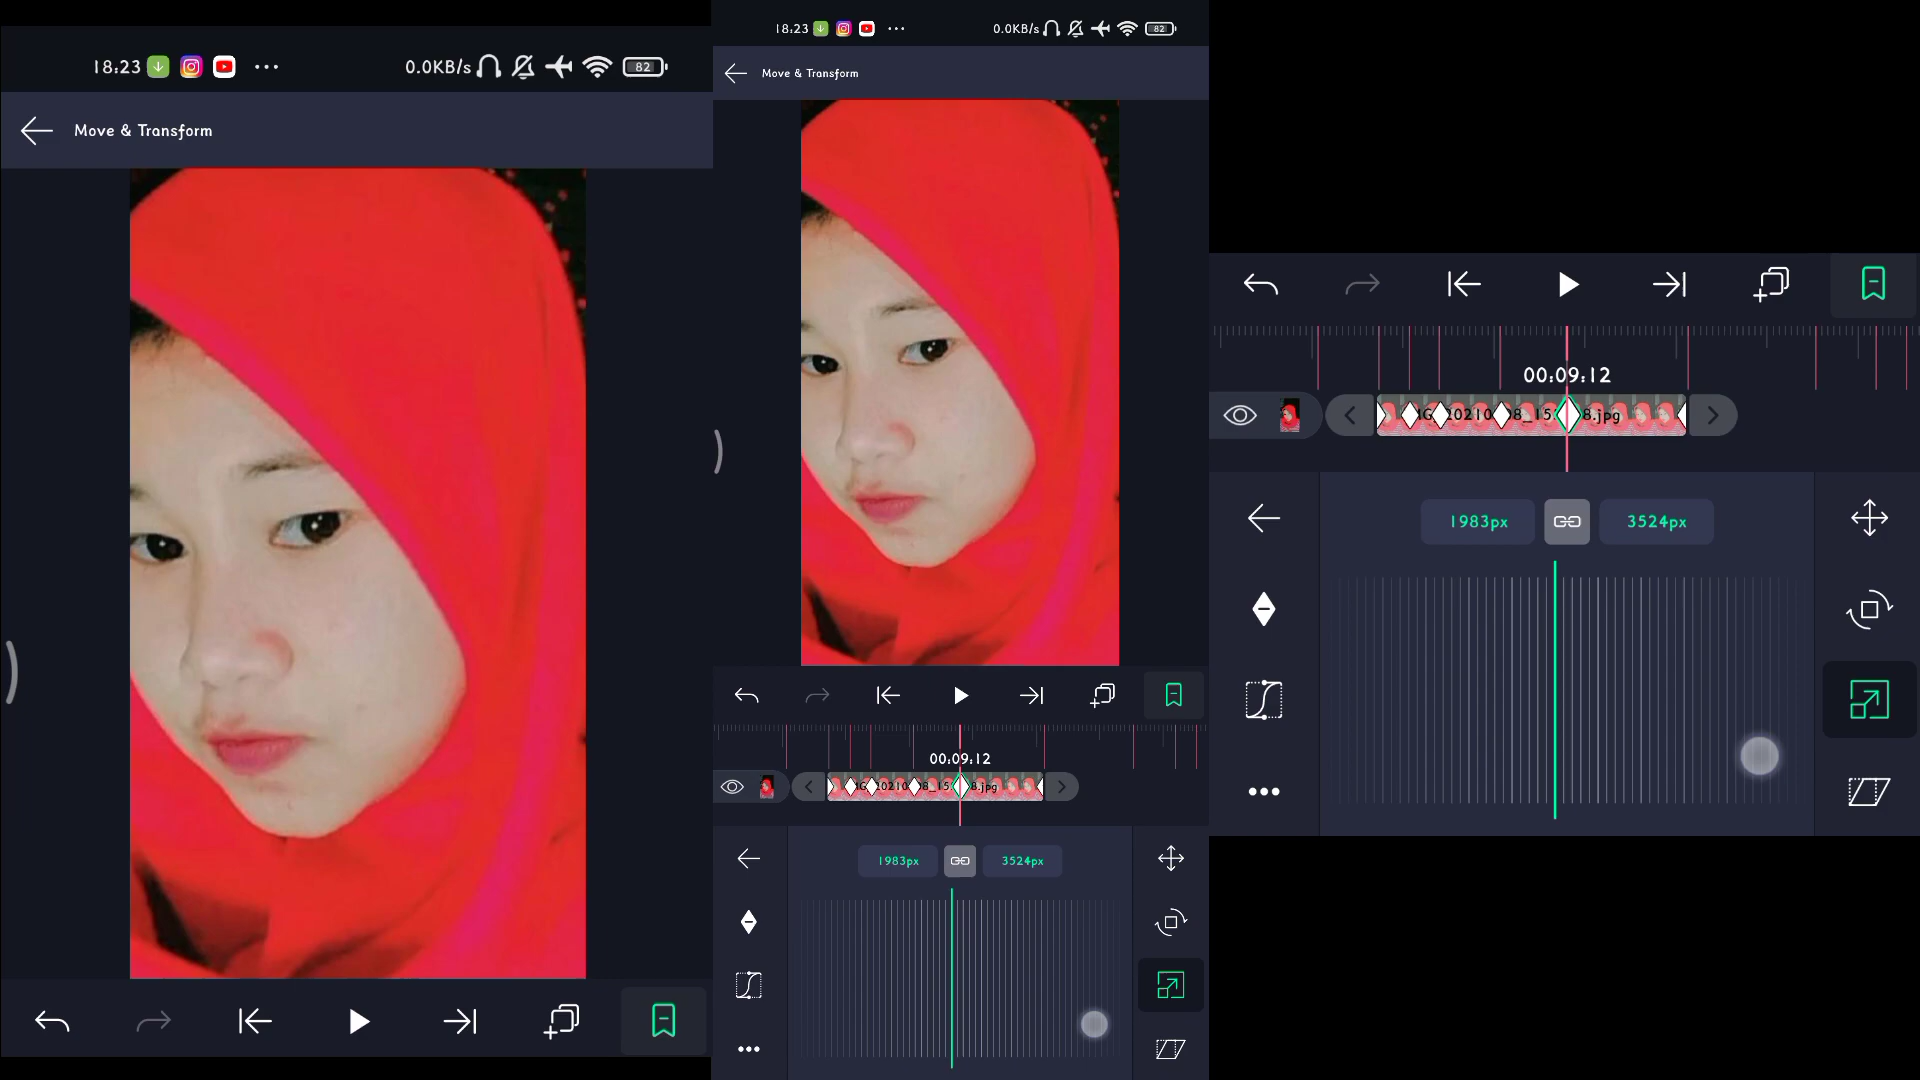 18:23 ... 0.0KB/s 82
Move & Transform
18:23 ... 0.0KB/s 82
Move & Transform
00:09:12
8.jpg
1983px 3524px
00:09:12
8.jpg
1983px 3524px